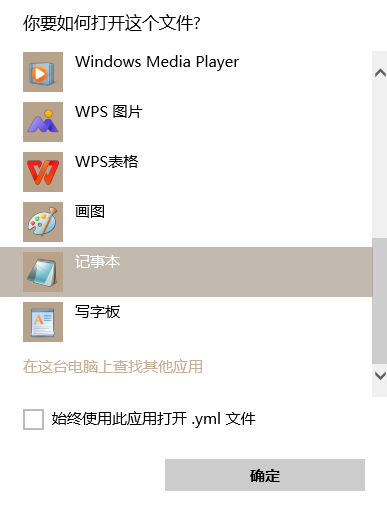 你要如何打开这个文件?
Windows Media Player
WPS 图片
WPS表格
画图
记事本
写字板
在这台电脑上查找其他应用
始终使用此应用打开 .yml 文件
确定